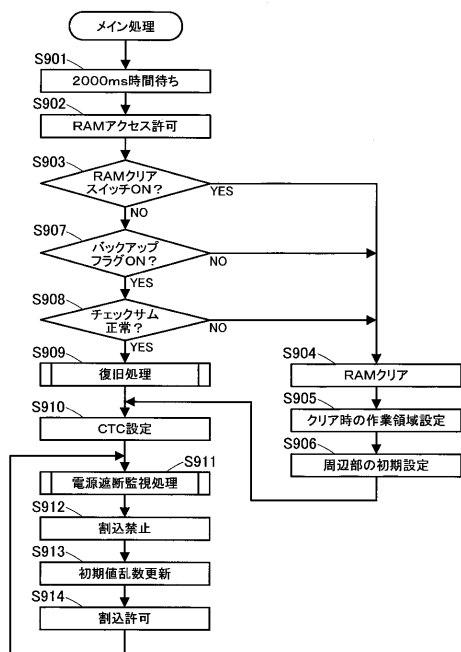 メイン処理
S901
2000ms時間待ち
S902
RAMアクセス許可
S903
RAMクリア
スイッチON?
YES
NO
S907
バックアップ
フラグON?
NO
YES
S908
チェックサム
正常?
NO
YES
S909
復旧処理
S904
RAMクリア
S910
CTC設定
S905
クリア時の作業領域設定
S906
周辺部の初期設定
S911
電源遮断監視処理
S912
割込禁止
S913
初期値乱数更新
S914
割込許可